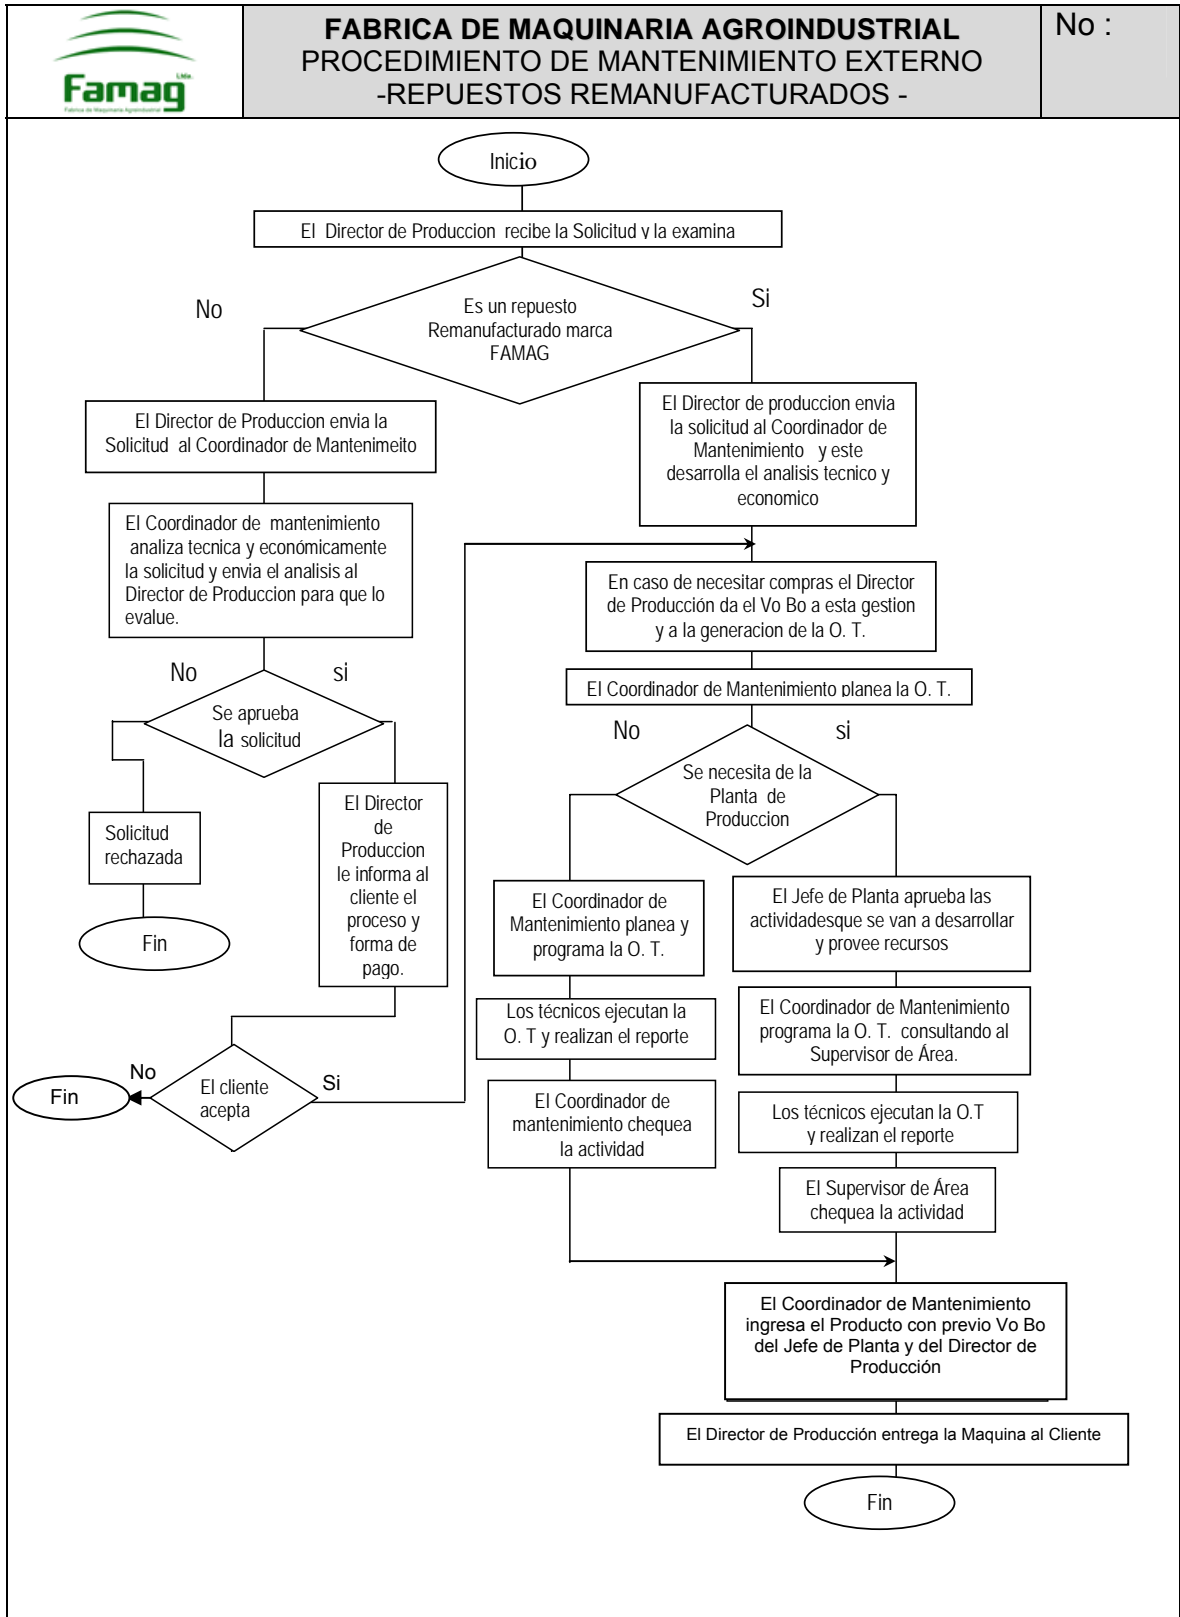 Famag
Ltda.
Fabrica de Maquinaria Agroindustrial
FABRICA DE MAQUINARIA AGROINDUSTRIAL
PROCEDIMIENTO DE MANTENIMIENTO EXTERNO
-REPUESTOS REMANUFACTURADOS -
No :
Inicio
El Director de Produccion recibe la Solicitud y la examina
No
Si
Es un repuesto
Remanufacturado marca
FAMAG
El Director de Produccion envia la
Solicitud al Coordinador de Mantenimeito
El Director de produccion envia
la solicitud al Coordinador de
Mantenimiento y este
desarrolla el analisis tecnico y
economico
El Coordinador de mantenimiento
analiza tecnica y económicamente
la solicitud y envia el analisis al
Director de Produccion para que lo
evalue.
En caso de necesitar compras el Director
de Producción da el Vo Bo a esta gestion
y a la generacion de la O. T.
El Coordinador de Mantenimiento planea la O. T.
No
si
Se aprueba
la solicitud
No
si
Se necesita de la
Planta de
Produccion
Solicitud
rechazada
Fin
El Director
de
Produccion
le informa al
cliente el
proceso y
forma de
pago.
El Coordinador de
Mantenimiento planea y
programa la O. T.
El Jefe de Planta aprueba las
actividadesque se van a desarrollar
y provee recursos
Los técnicos ejecutan la
O. T y realizan el reporte
El Coordinador de Mantenimiento
programa la O. T. consultando al
Supervisor de Área.
No
Fin
El cliente
acepta
Si
El Coordinador de
mantenimiento chequea
la actividad
Los técnicos ejecutan la O.T
y realizan el reporte
El Supervisor de Área
chequea la actividad
El Coordinador de Mantenimiento
ingresa el Producto con previo Vo Bo
del Jefe de Planta y del Director de
Producción
El Director de Producción entrega la Maquina al Cliente
Fin